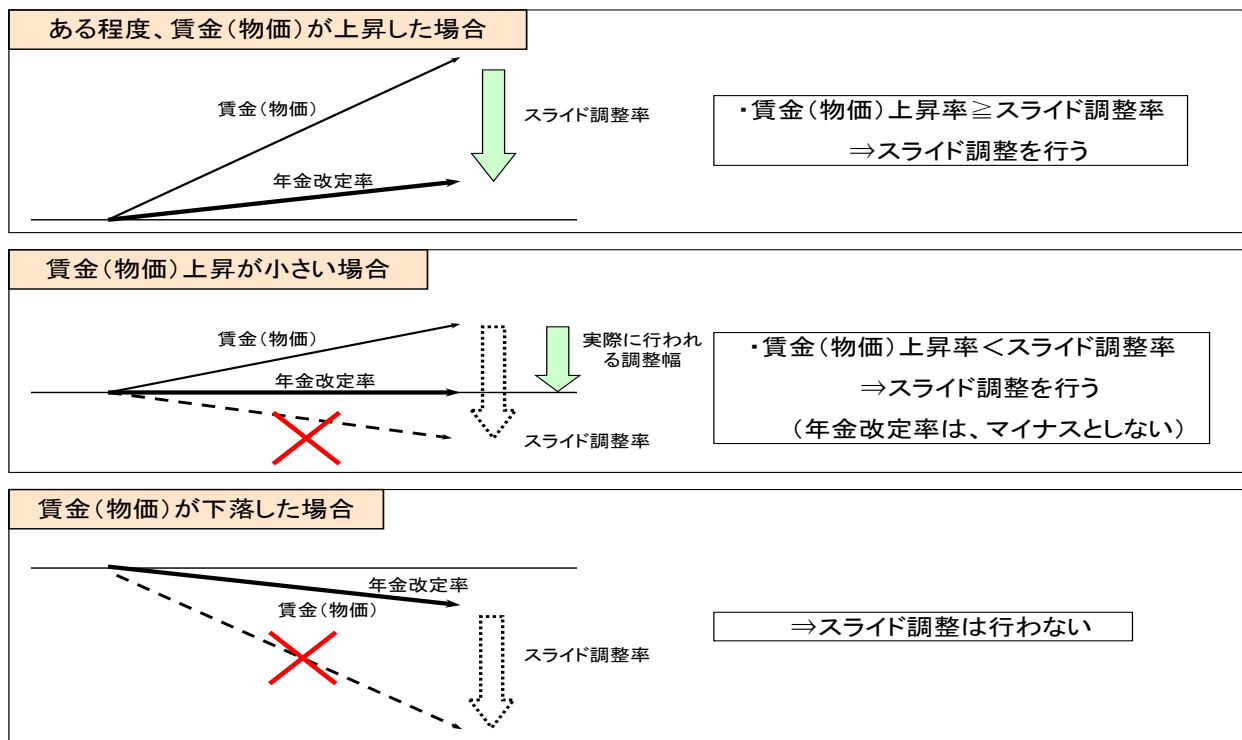 ある程度、賃金(物価)が上昇した場合
賃金(物価)
スライド調整率
年金改定率
・賃金(物価)上昇率≧スライド調整率
⇒スライド調整を行う
賃金(物価)上昇が小さい場合
賃金(物価)
年金改定率
実際に行われ
る調整幅
スライド調整率
・賃金(物価)上昇率<スライド調整率
⇒スライド調整を行う
(年金改定率は、マイナスとしない)
賃金(物価)が下落した場合
年金改定率
賃金(物価)
スライド調整率
⇒スライド調整は行わない